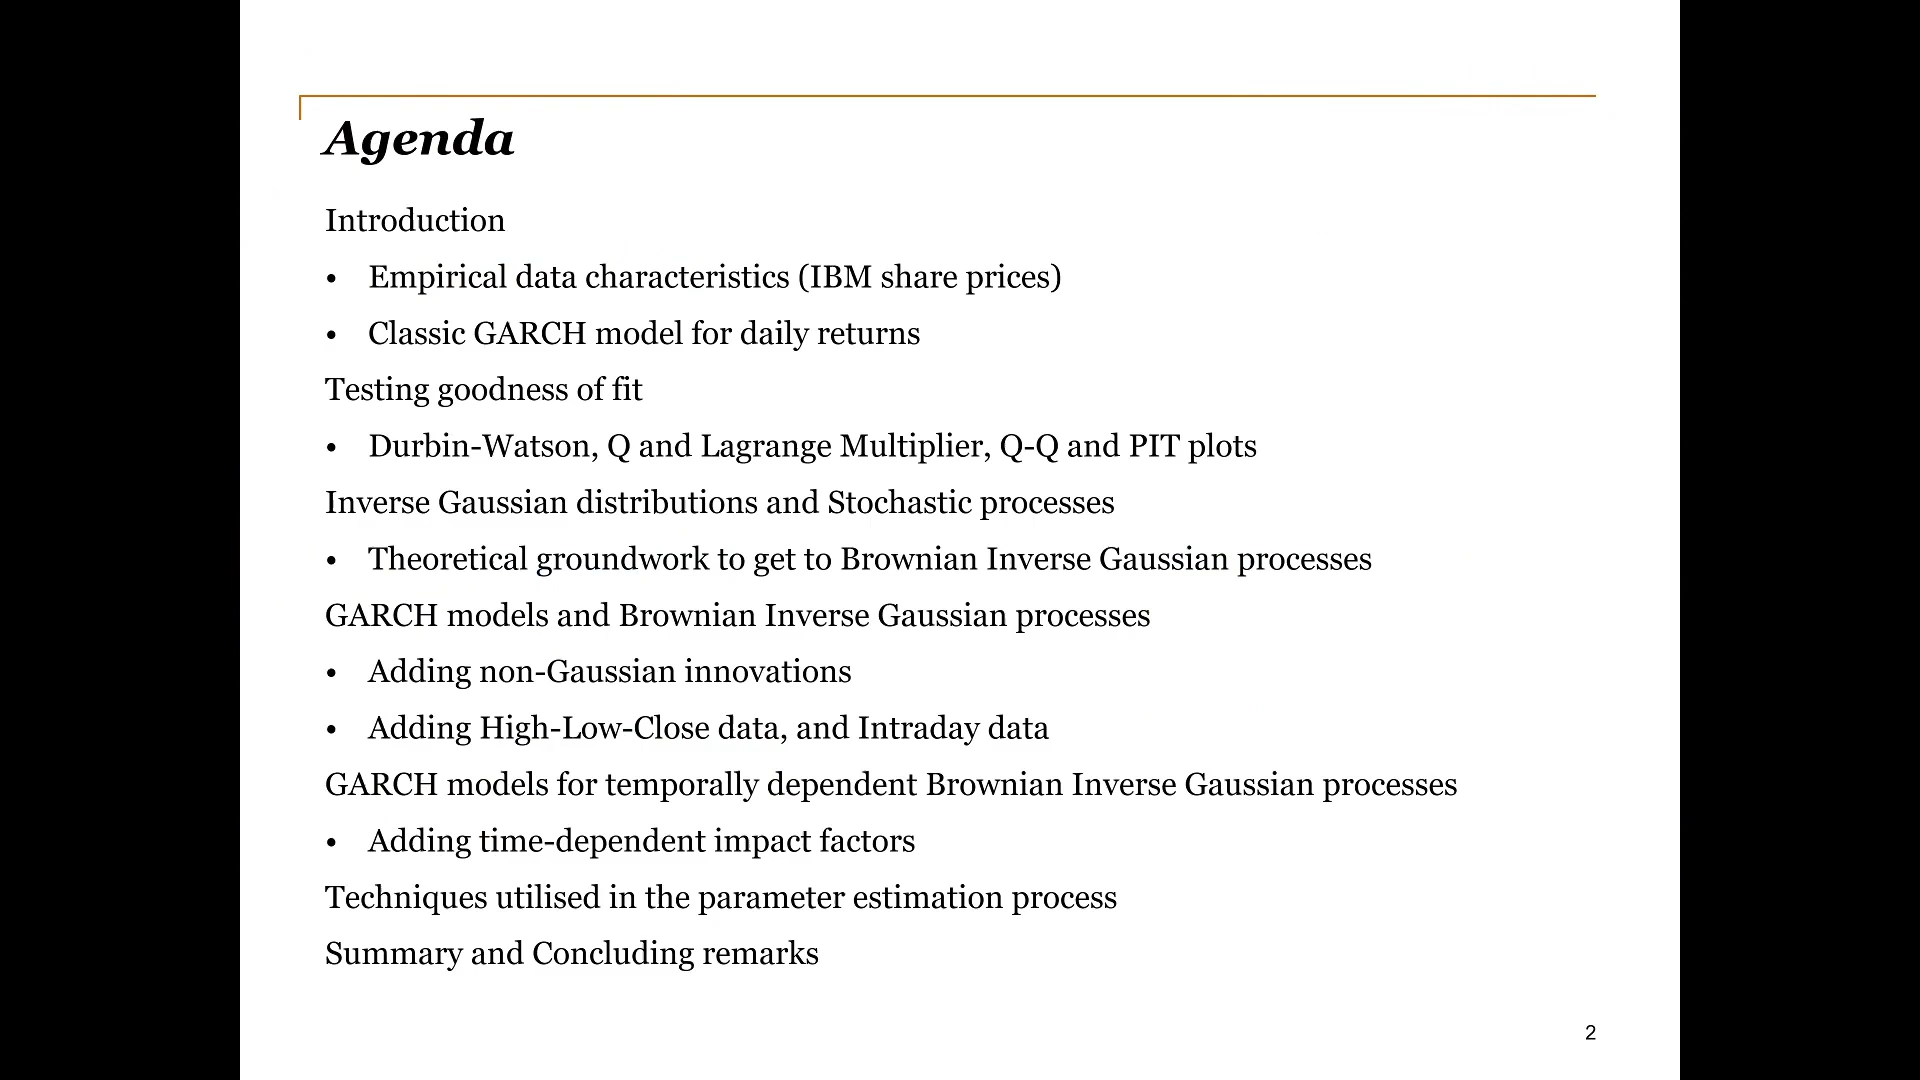 Agenda
Introduction
• Empirical data characteristics (IBM share prices)
• Classic GARCH model for daily returns
Testing goodness of fit
• Durbin-Watson, Q and Lagrange Multiplier, Q-Q and PIT plots
Inverse Gaussian distributions and Stochastic processes
• Theoretical groundwork to get to Brownian Inverse Gaussian processes
GARCH models and Brownian Inverse Gaussian processes
• Adding non-Gaussian innovations
• Adding High-Low-Close data, and Intraday data
GARCH models for temporally dependent Brownian Inverse Gaussian processes
• Adding time-dependent impact factors
Techniques utilised in the parameter estimation process
Summary and Concluding remarks
2